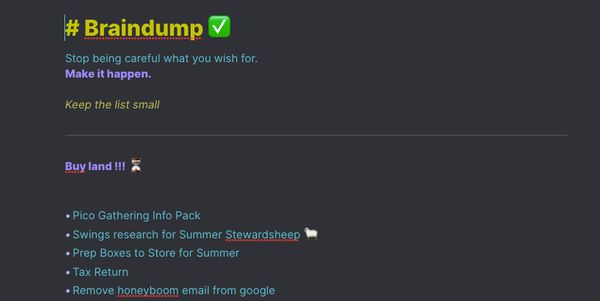 # Braindump ✅
Stop being careful what you wish for.
Make it happen.
Keep the list small
Buy land !!! ⏳
• Pico Gathering Info Pack
• Swings research for Summer Stewardsheep 🐑
• Prep Boxes to Store for Summer
• Tax Return
• Remove honeyboom email from google